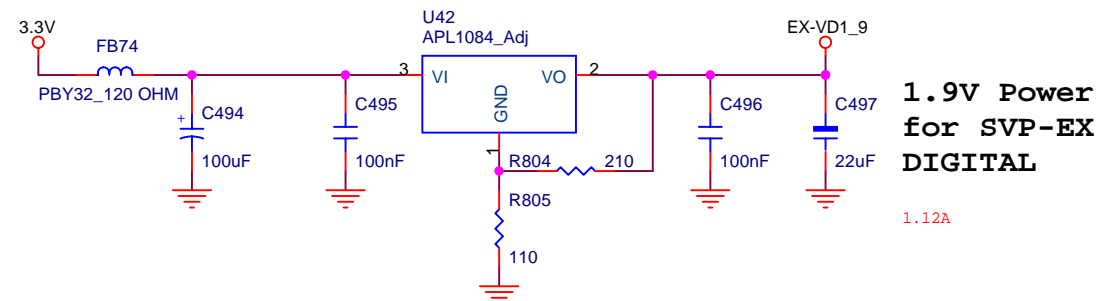 3.3V
FB74
PBY32_120 OHM
C494
+
100uF
C495
100nF
U42
APL1084_Adj
3
VI
VO
2
GND
1
R804
210
R805
110
C496
100nF
EX-VD1_9
C497
22uF
1.9V Power
for SVP-EX
DIGITAL
1.12A